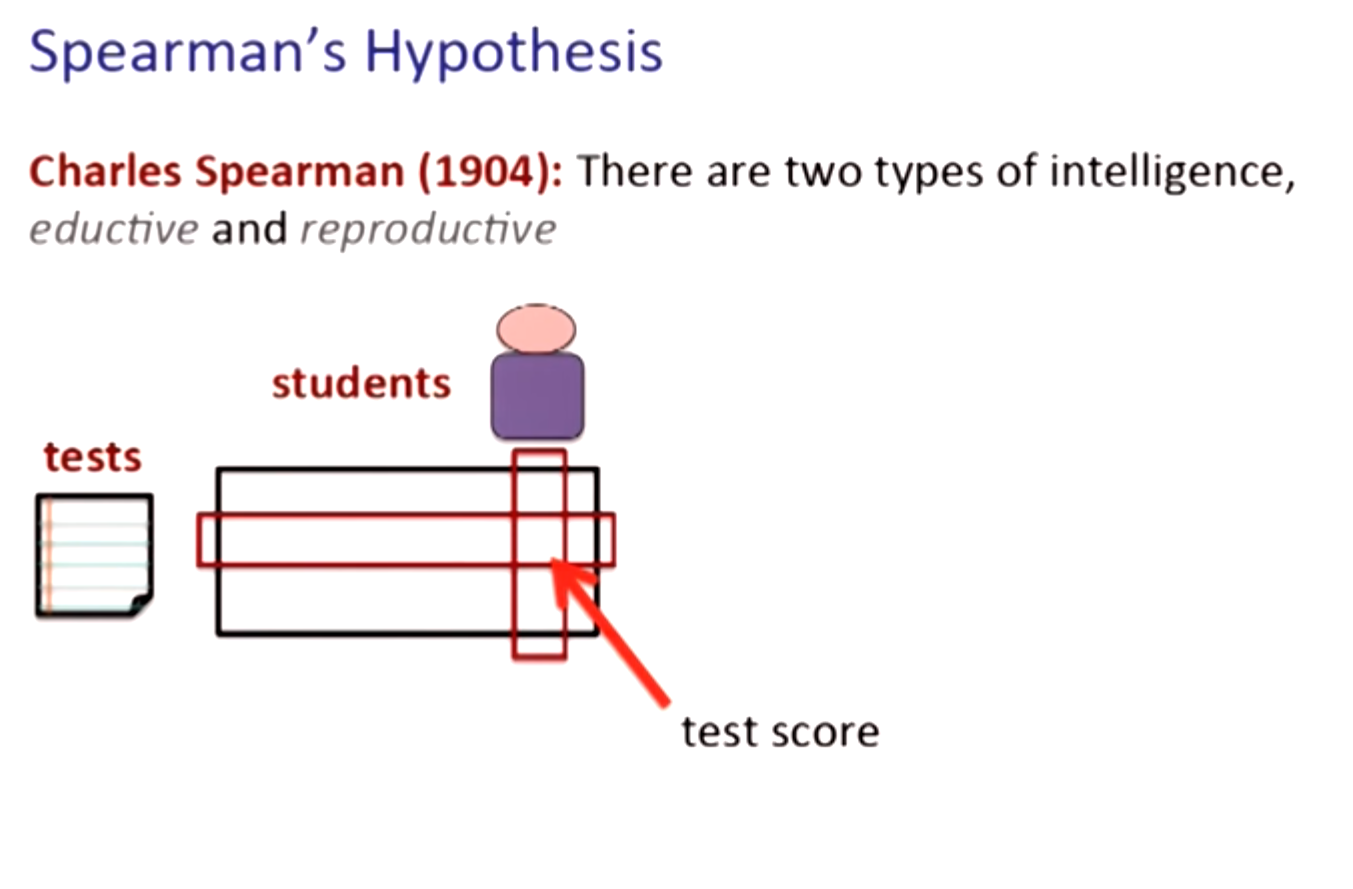 Spearman’s Hypothesis
Charles Spearman (1904): There are two types of intelligence,
eductive and reproductive
students
tests
test score